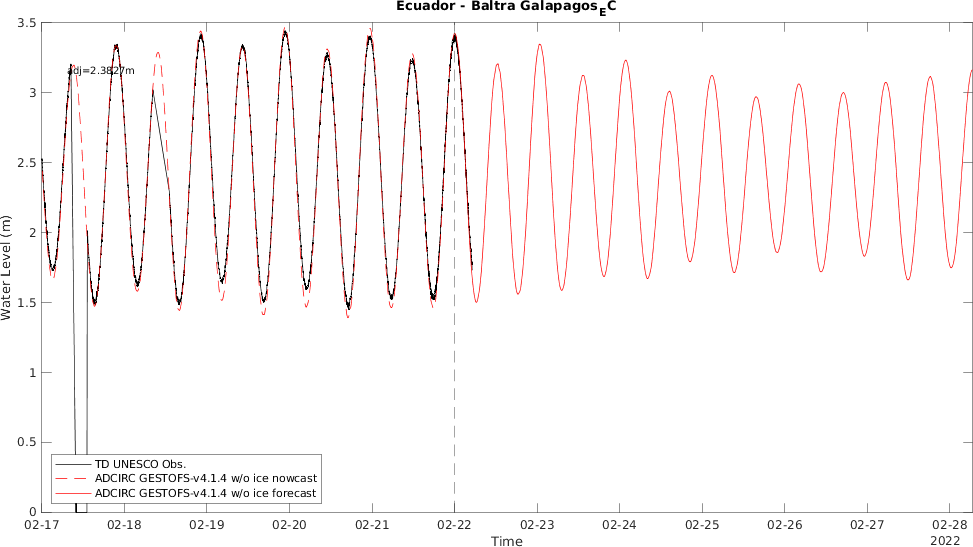 Ecuador - Baltra Galapagos_EC
3.5
3
2.5
2
1.5
1
0.5
0
Water Level (m)
adj=2.3827m
TD UNESCO Obs.
ADCIRC GESTOFS-v4.1.4 w/o ice nowcast
ADCIRC GESTOFS-v4.1.4 w/o ice forecast
02-17 02-18 02-19 02-20 02-21 02-22 02-23 02-24 02-25 02-26 02-27 02-28
Time
2022